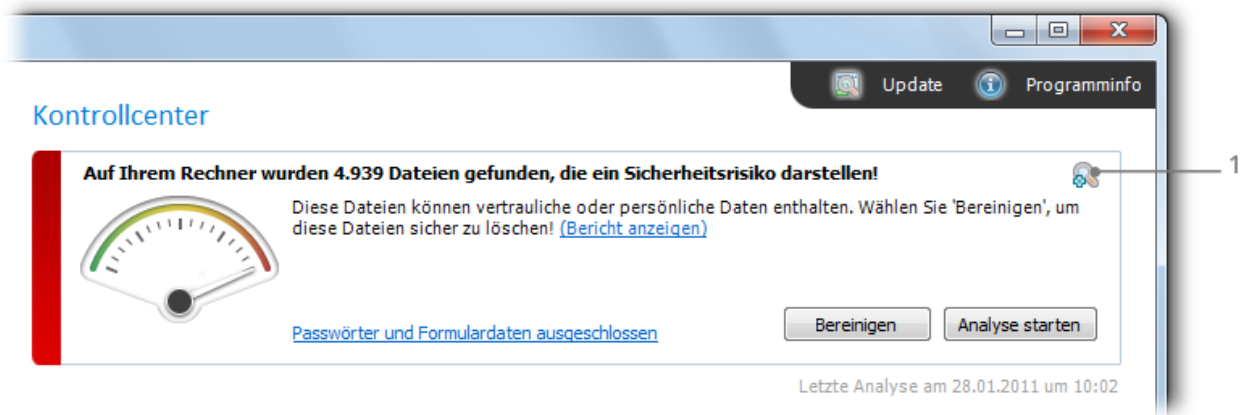 Update Programminfo
Kontrollcenter
Auf Ihrem Rechner wurden 4.939 Dateien gefunden, die ein Sicherheitsrisiko darstellen!
1
Diese Dateien können vertrauliche oder persönliche Daten enthalten. Wählen Sie 'Bereinigen', um
diese Dateien sicher zu löschen! (Bericht anzeigen)
Passwörter und Formulardaten ausgeschlossen
Bereinigen Analyse starten
Letzte Analyse am 28.01.2011 um 10:02